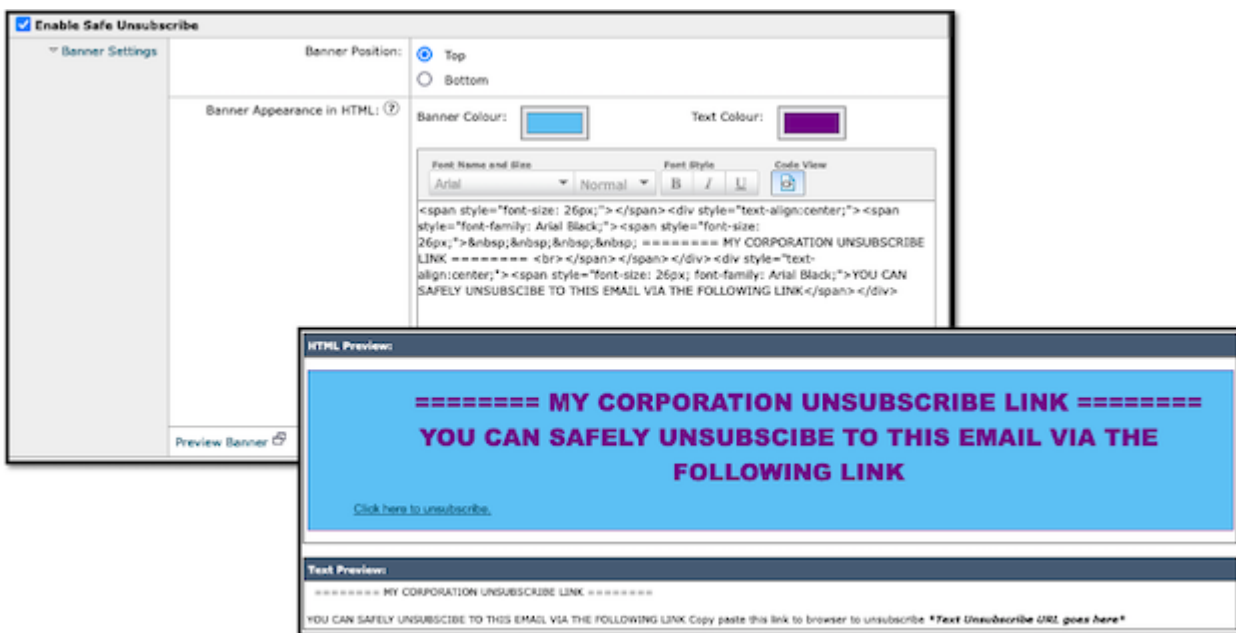 Enable Safe Unsubscribe
Banner Settings
Banner Position:
Top
Bottom
Banner Appearance in HTML: ?
Banner Colour:
Text Colour:
Font Name and Size
Font Style
Code View
Arial
Normal
B I U
<span style="font-size: 26px;"></span><div style="text-align:center;"><span
style="font-family: Arial Black;"><span style="font-size:
26px;">&nbsp;&nbsp;&nbsp;&nbsp; ======== MY CORPORATION UNSUBSCRIBE
LINK ======== <br></span></span></div><div style="text-
align:center;"><span style="font-size: 26px; font-family: Arial Black;">YOU CAN
SAFELY UNSUBSCIBE TO THIS EMAIL VIA THE FOLLOWING LINK</span></div>
Preview Banner
HTML Preview:
======== MY CORPORATION UNSUBSCRIBE LINK ========
YOU CAN SAFELY UNSUBSCIBE TO THIS EMAIL VIA THE
FOLLOWING LINK
Click here to unsubscribe.
Text Preview:
======== MY CORPORATION UNSUBSCRIBE LINK ========
YOU CAN SAFELY UNSUBSCIBE TO THIS EMAIL VIA THE FOLLOWING LINK Copy paste this link to browser to unsubscribe *Text Unsubscribe URL goes here*